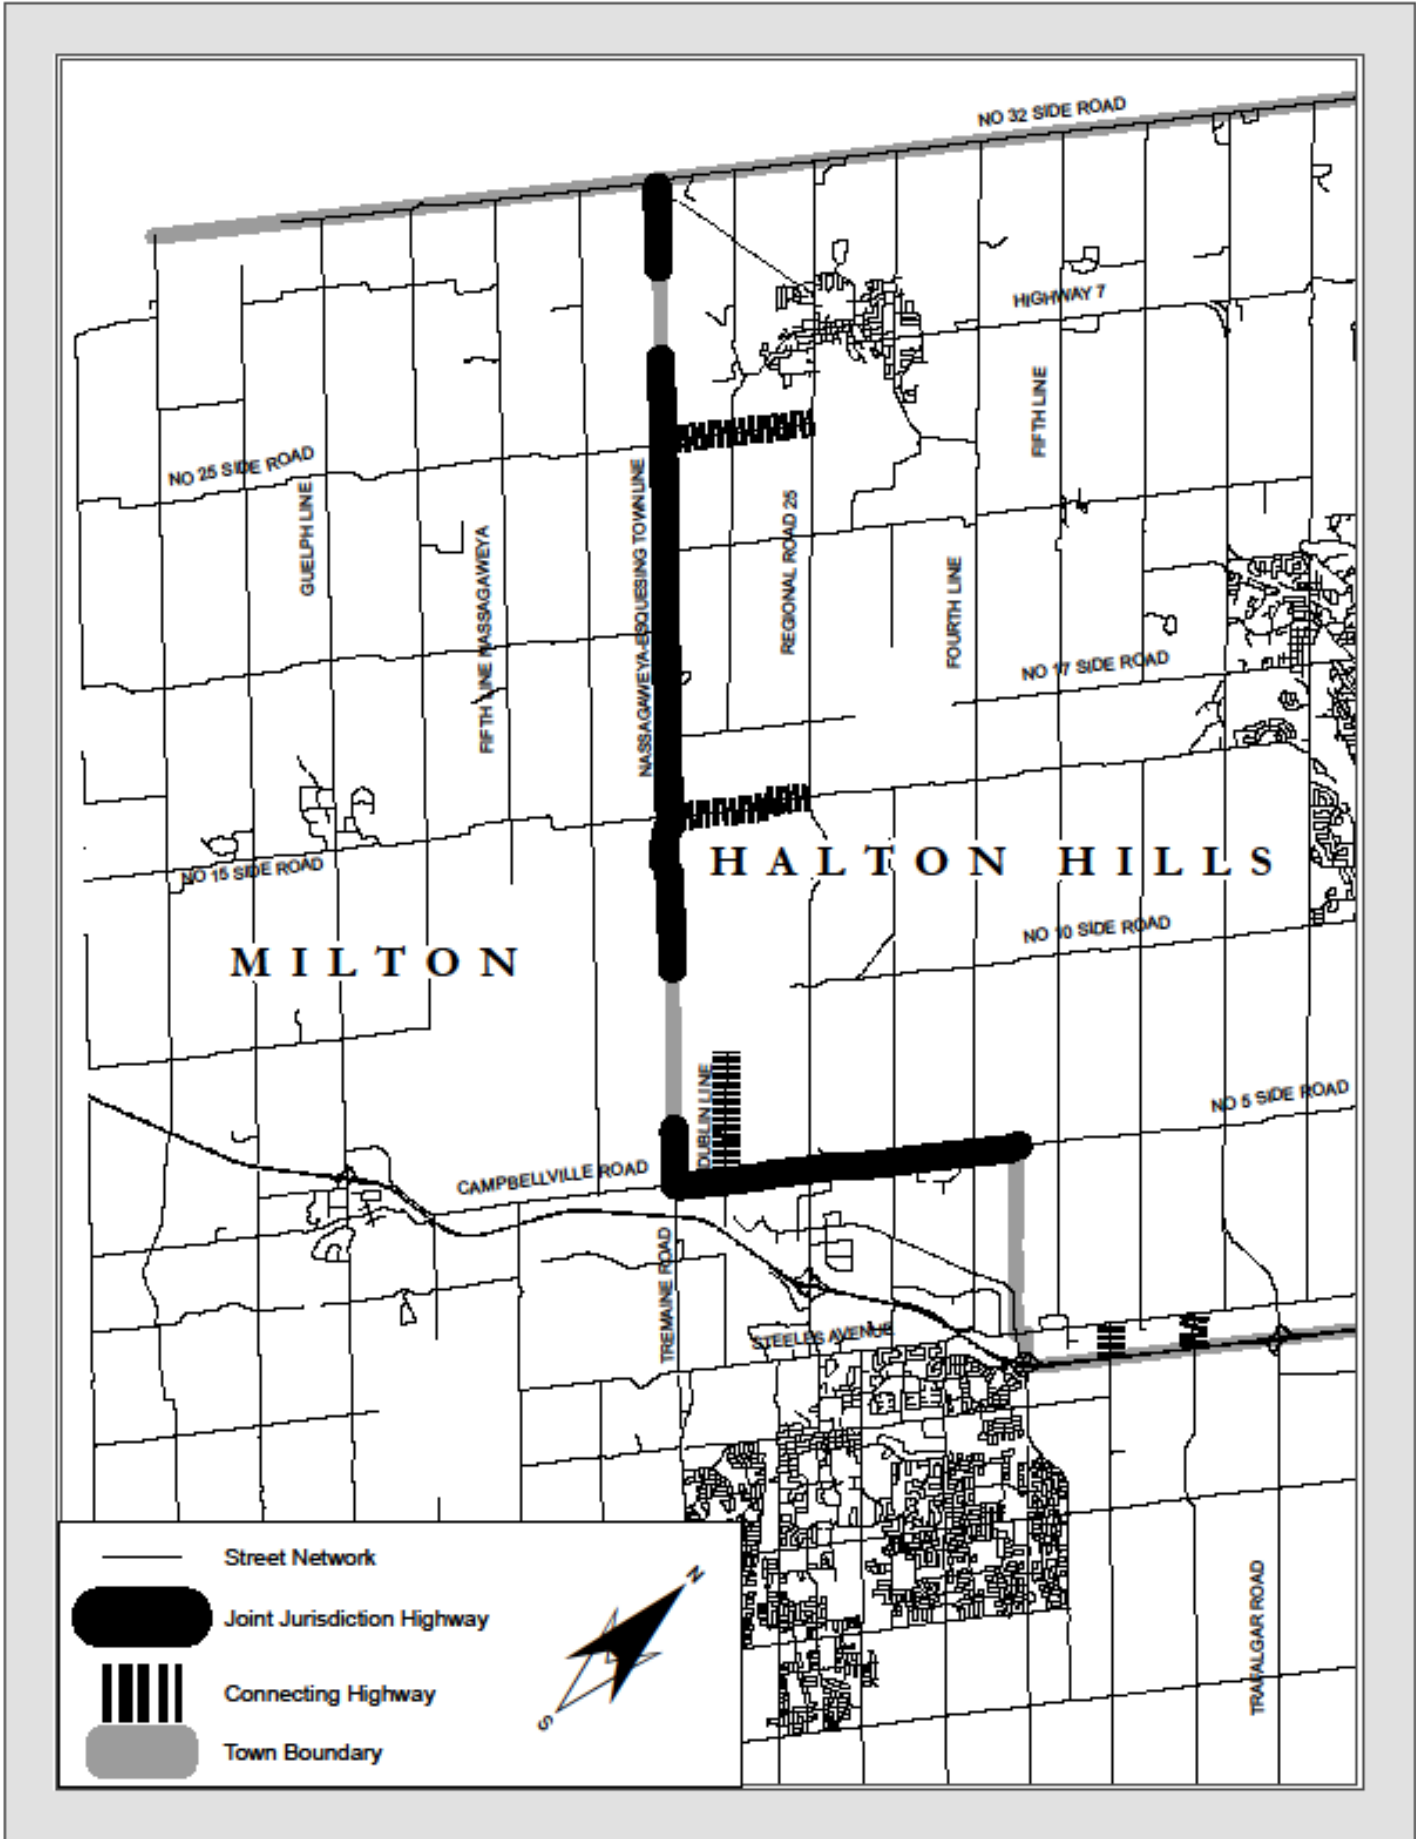 NO 32 SIDE ROAD
HIGHWAY 7
FIFTH LINE
NO 25 SIDE ROAD
GUELPH LINE
FIFTH LINE NASSAGAWEYA
NASSAGAWEYA-ESQUESING TOWNLINE
REGIONAL ROAD 25
FOURTH LINE
NO 17 SIDE ROAD
HALTON HILLS
NO 15 SIDE ROAD
MILTON
NO 10 SIDE ROAD
DUBLIN LINE
NO 5 SIDE ROAD
CAMPBELLVILLE ROAD
TREMAINE ROAD
STEELES AVENUE
TRAFALGAR ROAD
Street Network
Joint Jurisdiction Highway
Connecting Highway
Town Boundary
N
S